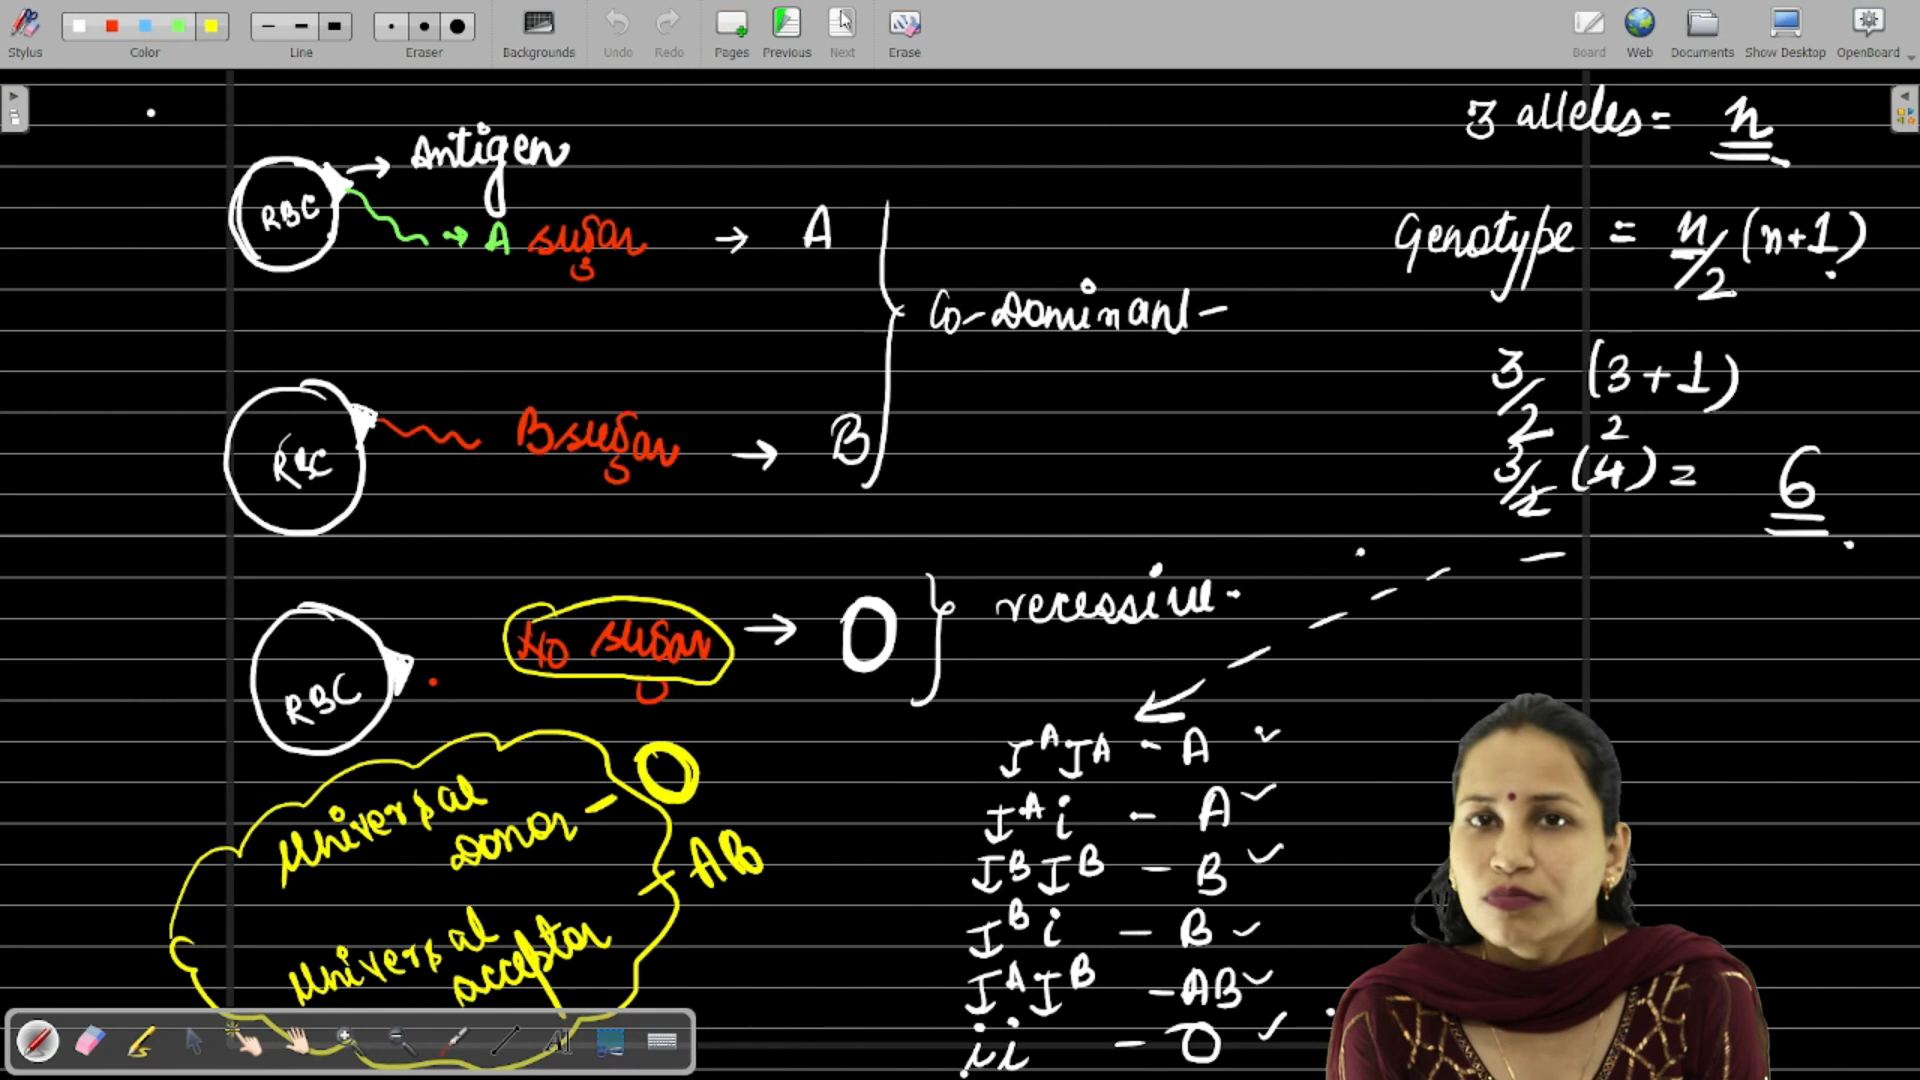 Stylus
Color
Line
Eraser
Backgrounds
Undo
Redo
Pages
Previous
Next
Erase
Board
Web
Documents
Show Desktop
OpenBoard
RBC → Antigen
→ A sugar → A
RBC B sugar → B
Co-Dominant -
RBC No sugar → O
recessive.
Universal
Donor - O
Universal
acceptor - AB
3 alleles = n
Genotype = n/2 (n+1)
3/2 (3+1)
3/2 (4) = 6
2
I^A I^A - A ✓
I^A i - A ✓
I^B I^B - B ✓
I^B i - B ✓
I^A I^B - AB ✓
ii - O ✓